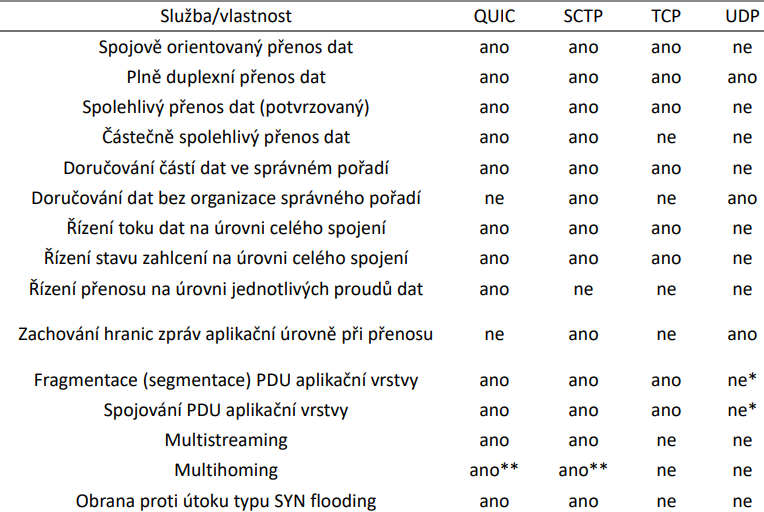 Služba/vlastnost QUIC SCTP TCP UDP
Spojově orientovaný přenos dat ano ano ano ne
Plně duplexní přenos dat ano ano ano ano
Spolehlivý přenos dat (potvrzovaný) ano ano ano ne
Částečně spolehlivý přenos dat ano ano ne ne
Doručování částí dat ve správném pořadí ano ano ano ne
Doručování dat bez organizace správného pořadí ne ano ne ano
Řízení toku dat na úrovni celého spojení ano ano ano ne
Řízení stavu zahlcení na úrovni celého spojení ano ano ano ne
Řízení přenosu na úrovni jednotlivých proudů dat ano ne ne ne
Zachování hranic zpráv aplikační úrovně při přenosu ne ano ne ano
Fragmentace (segmentace) PDU aplikační vrstvy ano ano ano ne*
Spojování PDU aplikační vrstvy ano ano ano ne*
Multistreaming ano ano ne ne
Multihoming ano** ano** ne ne
Obrana proti útoku typu SYN flooding ano ano ne ne